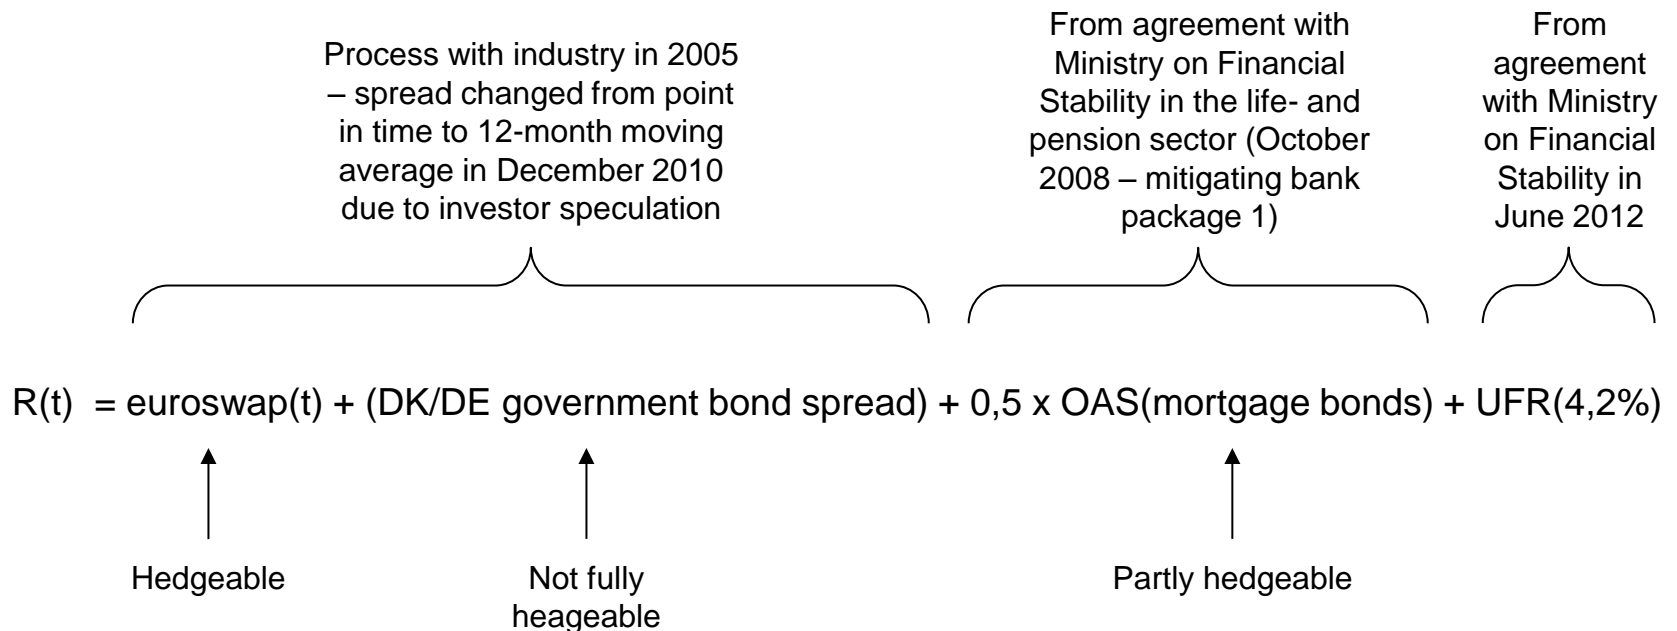 Process with industry in 2005
– spread changed from point
in time to 12-month moving
average in December 2010
due to investor speculation
From agreement with
Ministry on Financial
Stability in the life- and
pension sector (October
2008 – mitigating bank
package 1)
From
agreement
with Ministry
on Financial
Stability in
June 2012
R(t) = euroswap(t) + (DK/DE government bond spread) + 0,5 x OAS(mortgage bonds) + UFR(4,2%)
Hedgeable
Not fully
heageable
Partly hedgeable